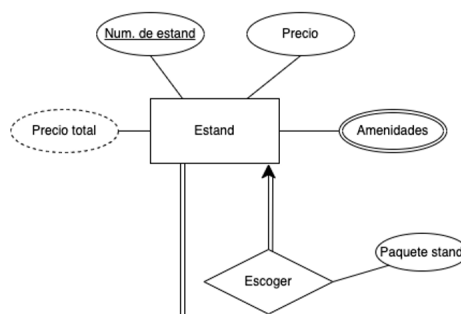 Num. de estand
Precio
Precio total
Estand
Amenidades
Paquete stand
Escoger